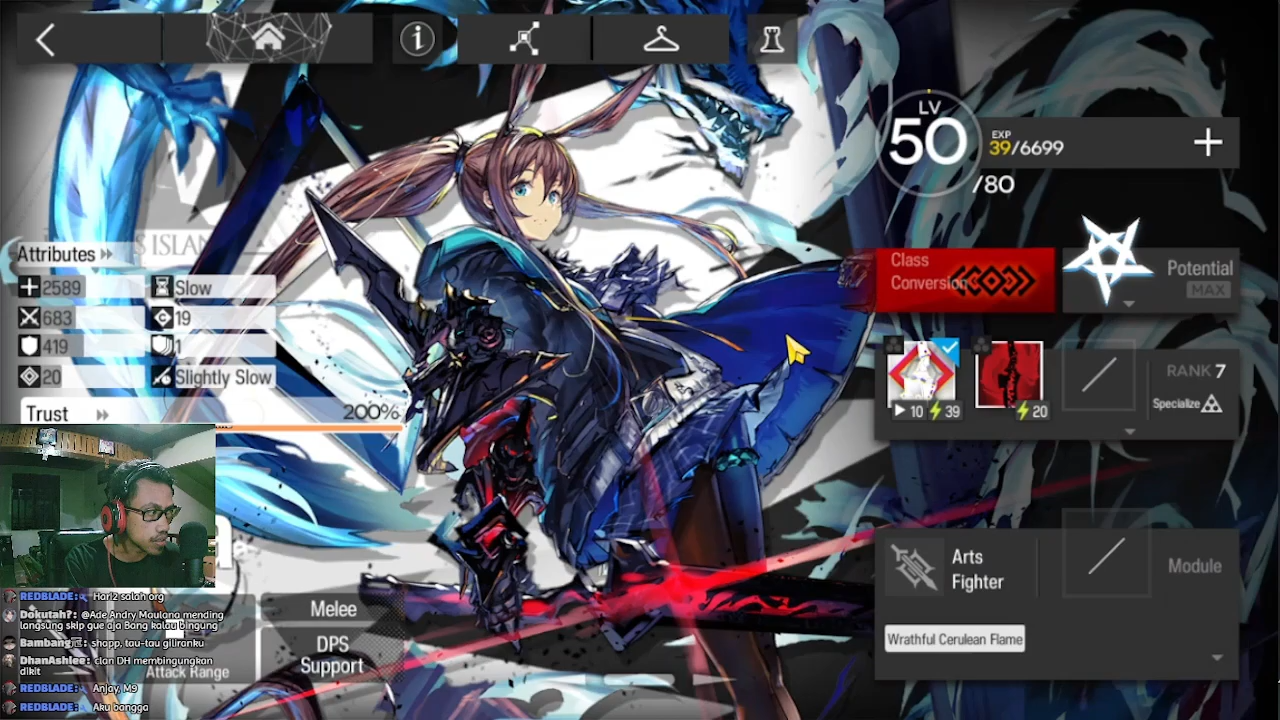 LV
50
/80
EXP
39/6699
S ISLAN
Attributes
2589
Slow
683
19
419
1
20
Slightly Slow
Trust
200%
Class
Conversion
Potential
MAX
10
39
20
RANK 7
Specialize
Arts
Fighter
Module
Wrathful Cerulean Flame
Melee
DPS
Support
Attack Range
REDBLADE: Hari2 salah org
Dokutah?: @Ade Andry Maulana mending
langsung skip gue aja Bang kalau bingung
Bambang: shapp, tau-tau giliranku
DhanAshlee: clan DH membingungkan
dikit
REDBLADE: Anjay, M9
REDBLADE: Aku bangga